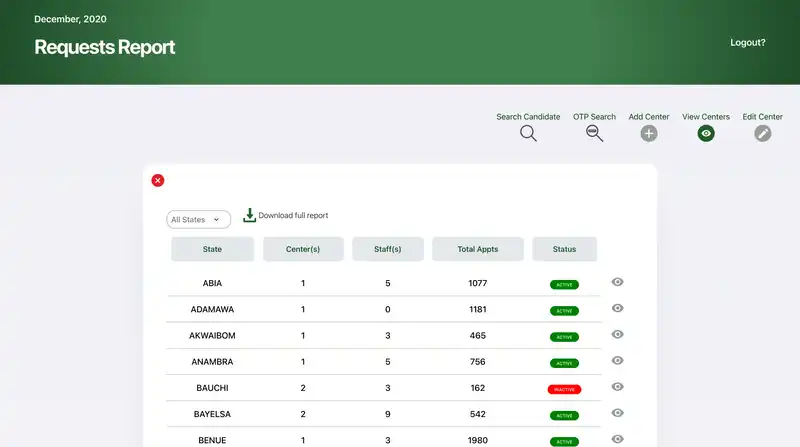 December, 2020
Requests Report
Logout?
Search Candidate OTP Search Add Center View Centers Edit Center
All States Download full report
State Center(s) Staff(s) Total Appts Status
ABIA 1 5 1077 ACTIVE
ADAMAWA 1 0 1181 ACTIVE
AKWAIBOM 1 3 465 ACTIVE
ANAMBRA 1 5 756 ACTIVE
BAUCHI 2 3 162 INACTIVE
BAYELSA 2 9 542 ACTIVE
BENUE 1 3 1980 ACTIVE